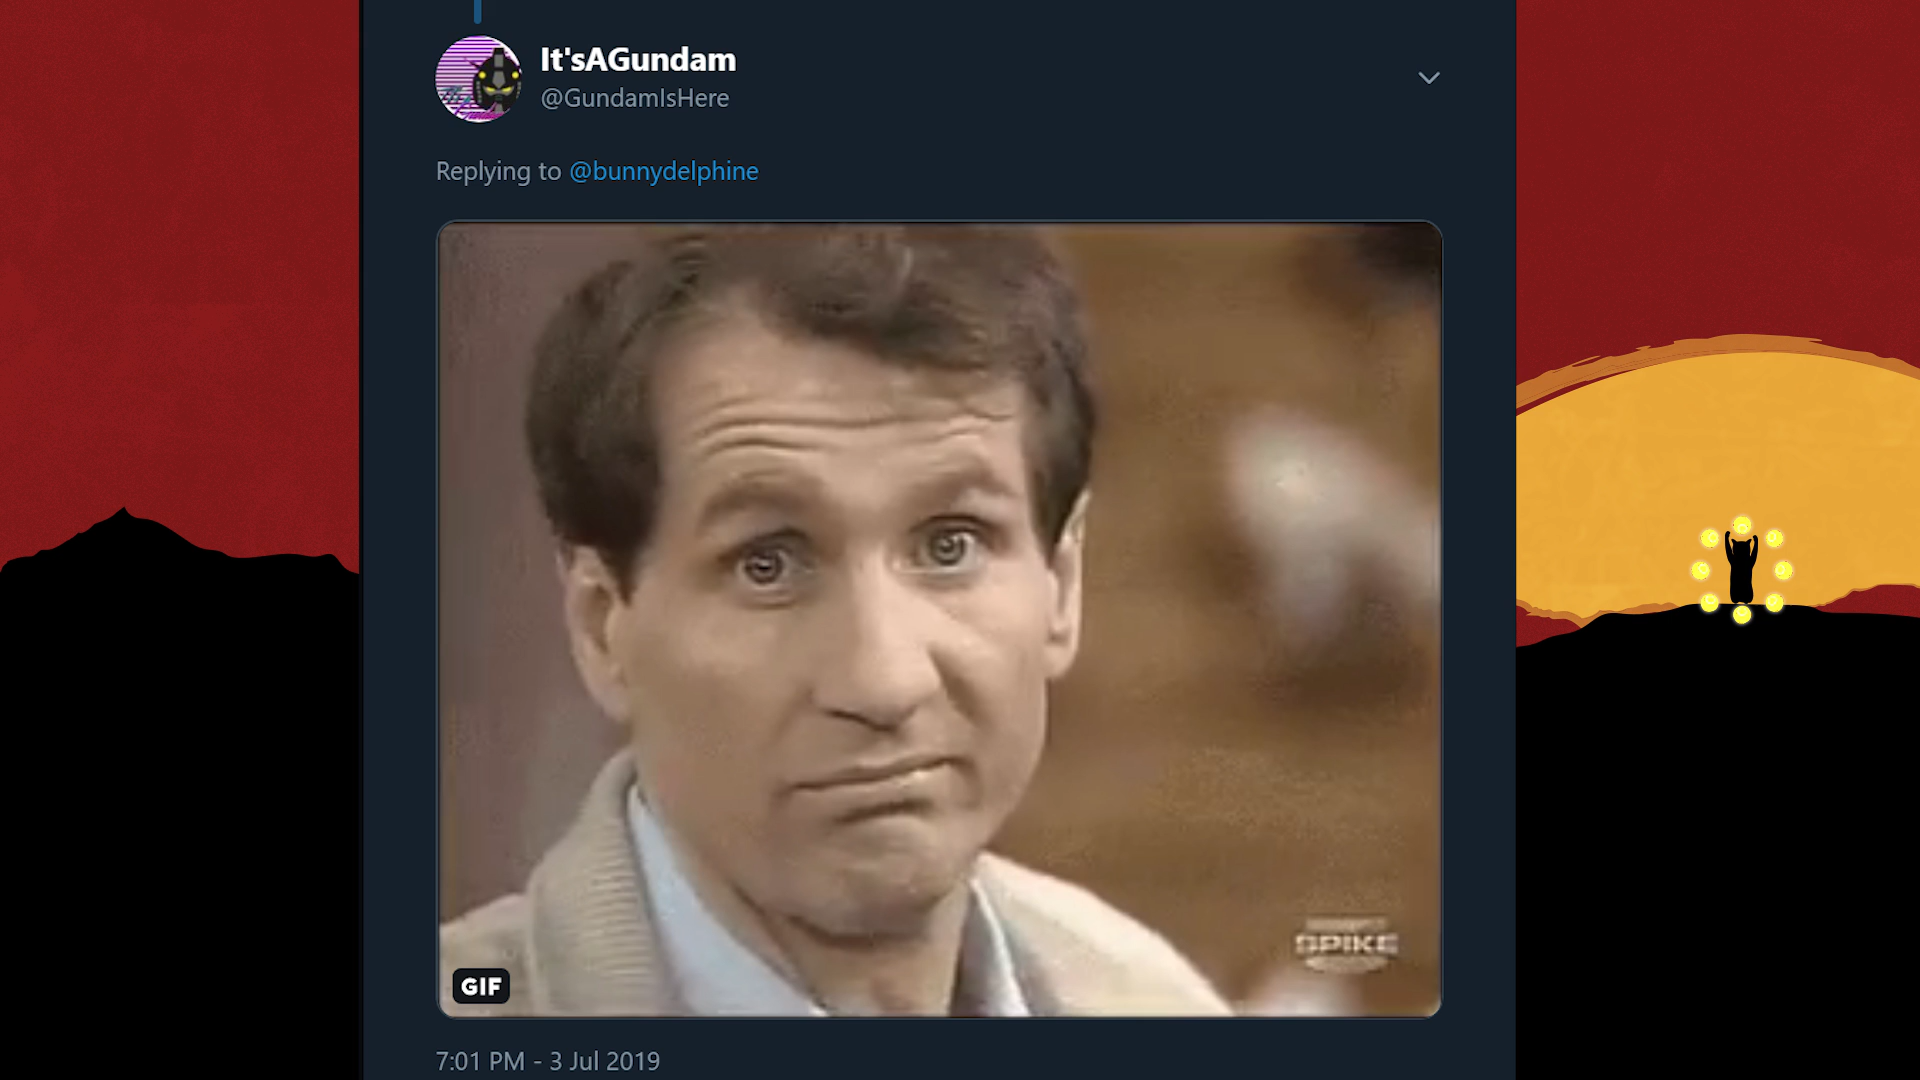 It'sAGundam
@GundamIsHere
Replying to @bunnydelphine
SPIKE
GIF
7:01 PM - 3 Jul 2019